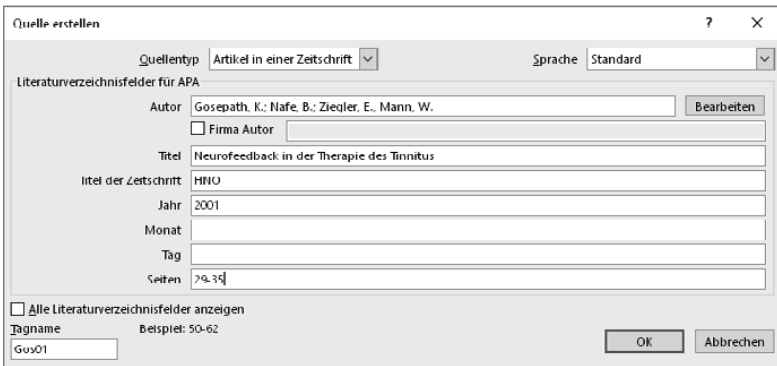 Quelle erstellen ? ×
Quellentyp Artikel in einer Zeitschrift Sprache Standard
Literaturverzeichnisfelder für APA
Autor Gosepath, K.; Nafe, B.; Ziegler, E., Mann, W. Bearbeiten
Firma Autor
Titel Neurofeedback in der Therapie des Tinnitus
Titel der Zeitschrift HNO
Jahr 2001
Monat
Tag
Seiten 29-35
Alle Literaturverzeichnisfelder anzeigen
Tagname Beispiel: 50-62
Gos01 OK Abbrechen